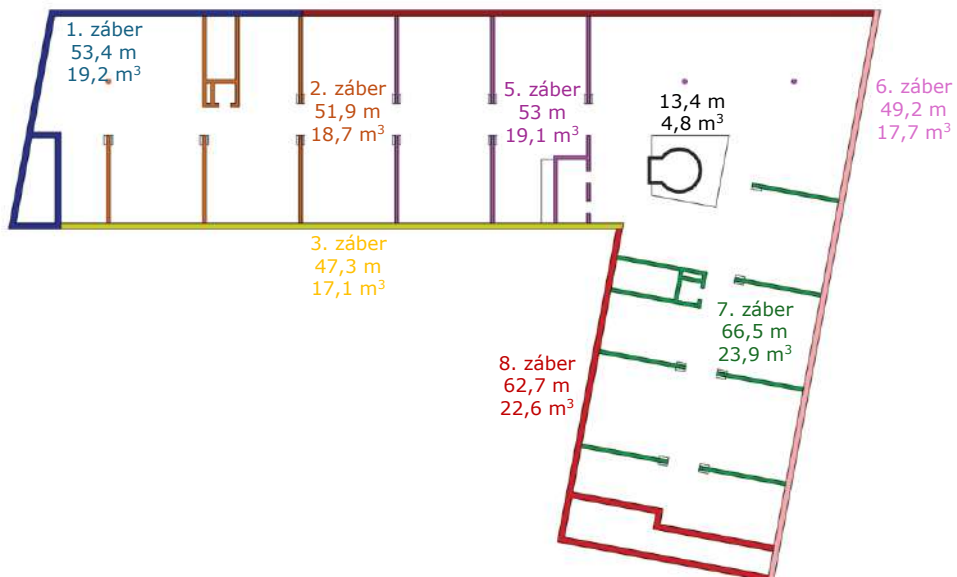 1. záber
53,4 m
19,2 m³
2. záber
51,9 m
18,7 m³
5. záber
53 m
19,1 m³
13,4 m
4,8 m³
6. záber
49,2 m
17,7 m³
3. záber
47,3 m
17,1 m³
7. záber
66,5 m
23,9 m³
8. záber
62,7 m
22,6 m³